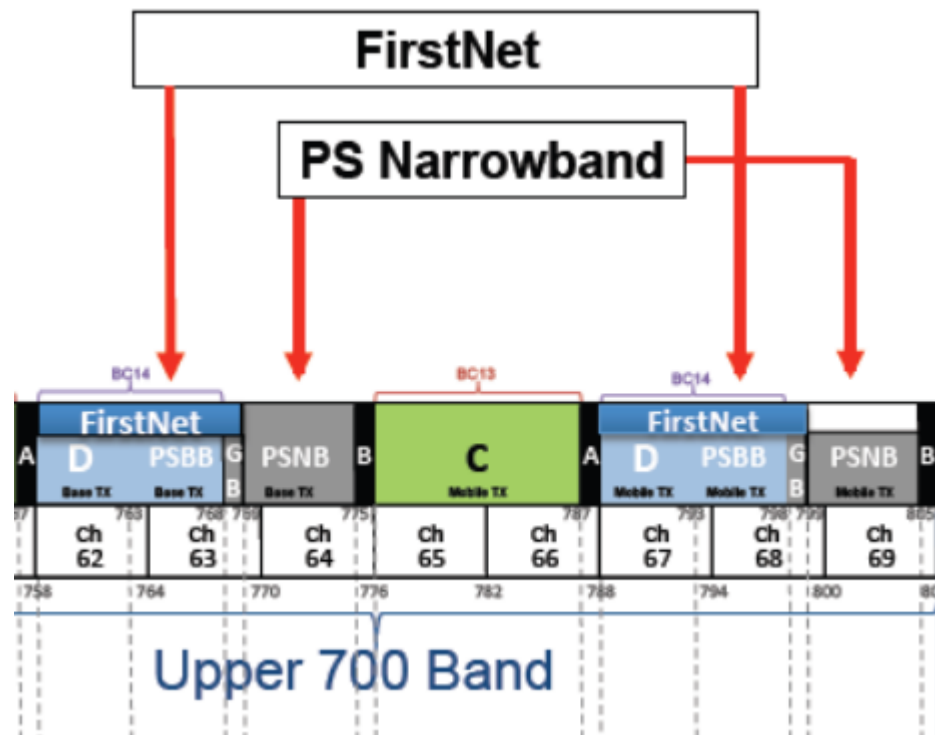 FirstNet
PS Narrowband
BC14 BC13 BC14
FirstNet FirstNet
A D PSBB G B PSNB B C A D PSBB G B PSNB B
Base TX Base TX Base TX Mobile TX Mobile TX Mobile TX Mobile TX
763 768 769 775 787 793 798 799 805
Ch 62 Ch 63 Ch 64 Ch 65 Ch 66 Ch 67 Ch 68 Ch 69
758 764 770 776 782 788 794 800
Upper 700 Band